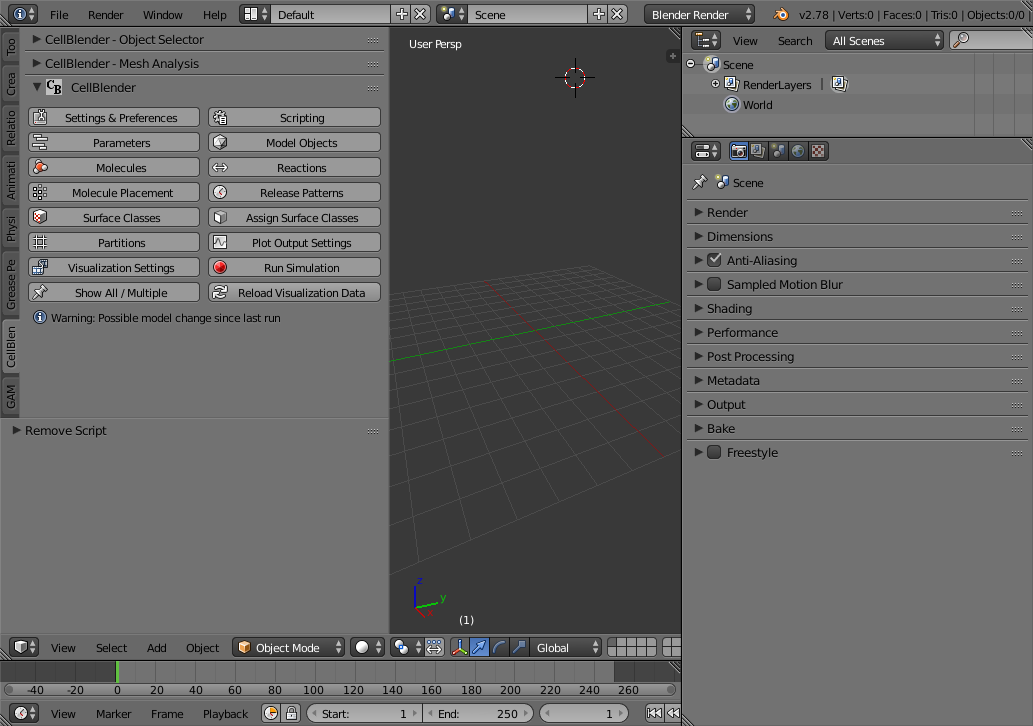 File Render Window Help Default Scene Blender Render v2.78 | Verts:0 | Faces:0 | Tris:0 | Objects:0/0
Too
Crea
Relatio
Animati
Physi
Grease Pe
CellBlen
GAM
CellBlender - Object Selector
CellBlender - Mesh Analysis
CellBlender
Settings & Preferences Scripting
Parameters Model Objects
Molecules Reactions
Molecule Placement Release Patterns
Surface Classes Assign Surface Classes
Partitions Plot Output Settings
Visualization Settings Run Simulation
Show All / Multiple Reload Visualization Data
Warning: Possible model change since last run
Remove Script
User Persp
z
y
(1)
View Search All Scenes
Scene
RenderLayers |
World
Scene
Render
Dimensions
Anti-Aliasing
Sampled Motion Blur
Shading
Performance
Post Processing
Metadata
Output
Bake
Freestyle
View Select Add Object Object Mode Global
-40 -20 0 20 40 60 80 100 120 140 160 180 200 220 240 260
View Marker Frame Playback Start: 1 End: 250 1